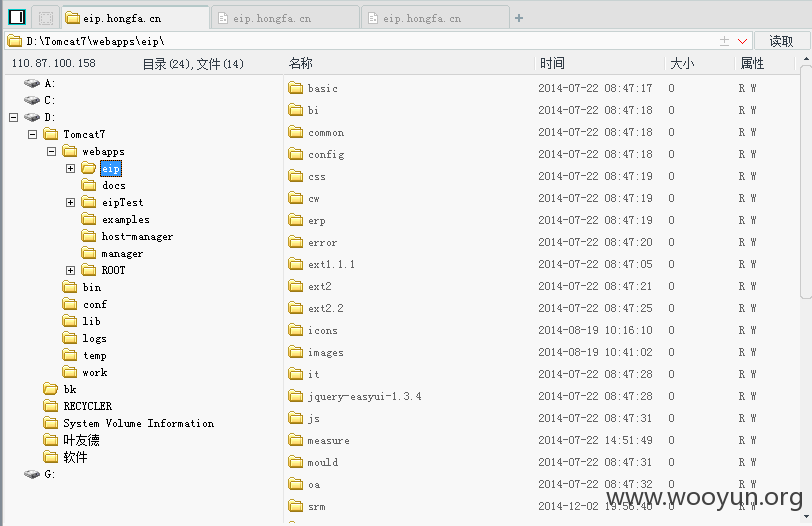 eip.hongfa.cn eip.hongfa.cn eip.hongfa.cn
D:\Tomcat7\webapps\eip\ 读取
110.87.100.158 目录(24),文件(14) 名称 时间 大小 属性
A:
C:
D:
Tomcat7
webapps
eip
docs
eipTest
examples
host-manager
manager
ROOT
bin
conf
lib
logs
temp
work
bk
RECYCLER
System Volume Information
叶友德
软件
G:
basic 2014-07-22 08:47:17 0 R W
bi 2014-07-22 08:47:18 0 R W
common 2014-07-22 08:47:18 0 R W
config 2014-07-22 08:47:18 0 R W
css 2014-07-22 08:47:19 0 R W
cw 2014-07-22 08:47:19 0 R W
erp 2014-07-22 08:47:19 0 R W
error 2014-07-22 08:47:20 0 R W
ext1.1.1 2014-07-22 08:47:05 0 R W
ext2 2014-07-22 08:47:21 0 R W
ext2.2 2014-07-22 08:47:25 0 R W
icons 2014-08-19 10:16:10 0 R W
images 2014-08-19 10:41:02 0 R W
it 2014-07-22 08:47:28 0 R W
jquery-easyui-1.3.4 2014-07-22 08:47:28 0 R W
js 2014-07-22 08:47:31 0 R W
measure 2014-07-22 14:51:49 0 R W
mould 2014-07-22 08:47:31 0 R W
oa 2014-07-22 08:47:32 0 R W
srm 2014-12-02 19:56:40 0 R W
www.wooyun.org